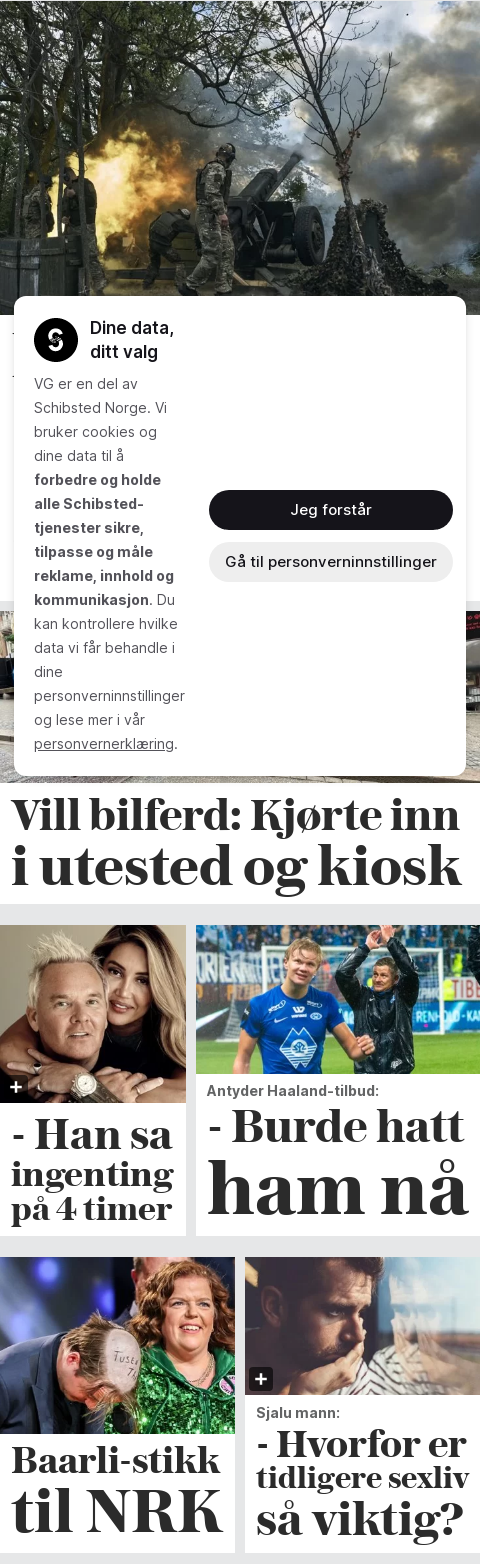 Dine data,
ditt valg
VG er en del av
Schibsted Norge. Vi
bruker cookies og
dine data til å
forbedre og holde
alle Schibsted-
tjenester sikre,
tilpasse og måle
reklame, innhold og
kommunikasjon. Du
kan kontrollere hvilke
data vi får behandle i
dine
personverninnstillinger
og lese mer i vår
personvernerklæring.
Jeg forstår
Gå til personverninnstillinger
Vill bilferd: Kjørte inn
i utested og kiosk
- Han sa
ingenting
på 4 timer
Antyder Haaland-tilbud:
- Burde hatt
ham nå
Baarli-stikk
til NRK
Sjalu mann:
- Hvorfor er
tidligere sexliv
så viktig?